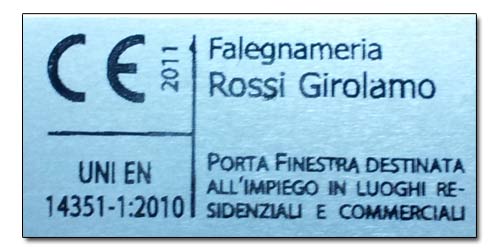 CE 2011
Falegnameria
Rossi Girolamo
UNI EN
14351-1:2010
PORTA FINESTRA DESTINATA
ALL'IMPIEGO IN LUOGHI RE-
SIDENZIALI E COMMERCIALI